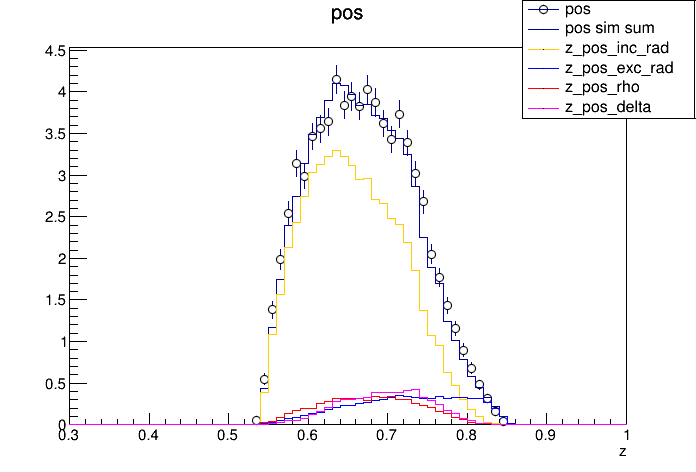 pos
pos
pos sim sum
z_pos_inc_rad
z_pos_exc_rad
z_pos_rho
z_pos_delta
4.5
4
3.5
3
2.5
2
1.5
1
0.5
0
0.3 0.4 0.5 0.6 0.7 0.8 0.9 1
z